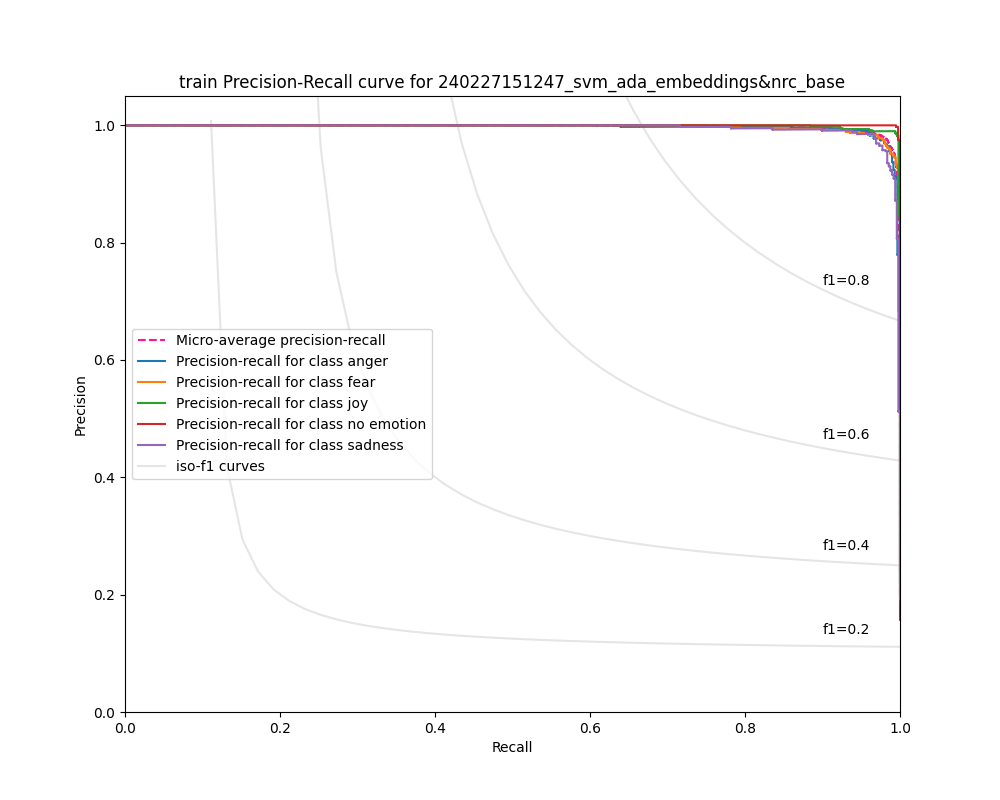 train Precision-Recall curve for 240227151247_svm_ada_embeddings&nrc_base
1.0
0.8
0.6
0.4
0.2
0.0
Precision
f1=0.8
f1=0.6
f1=0.4
f1=0.2
Micro-average precision-recall
Precision-recall for class anger
Precision-recall for class fear
Precision-recall for class joy
Precision-recall for class no emotion
Precision-recall for class sadness
iso-f1 curves
0.0 0.2 0.4 0.6 0.8 1.0
Recall